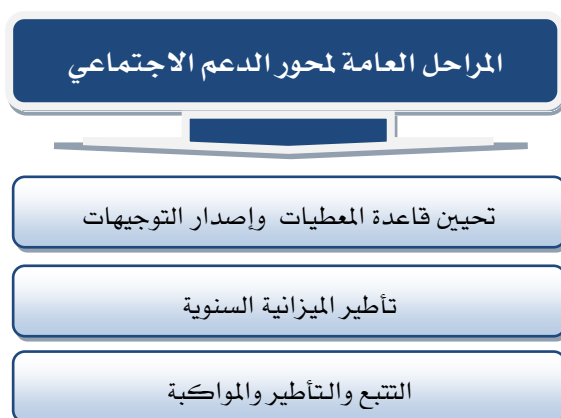 المراحل العامة لمحور الدعم الاجتماعي
تحيين قاعدة المعطيات وإصدار التوجيهات
تأطير الميزانية السنوية
التتبع والتأطير والمواكبة